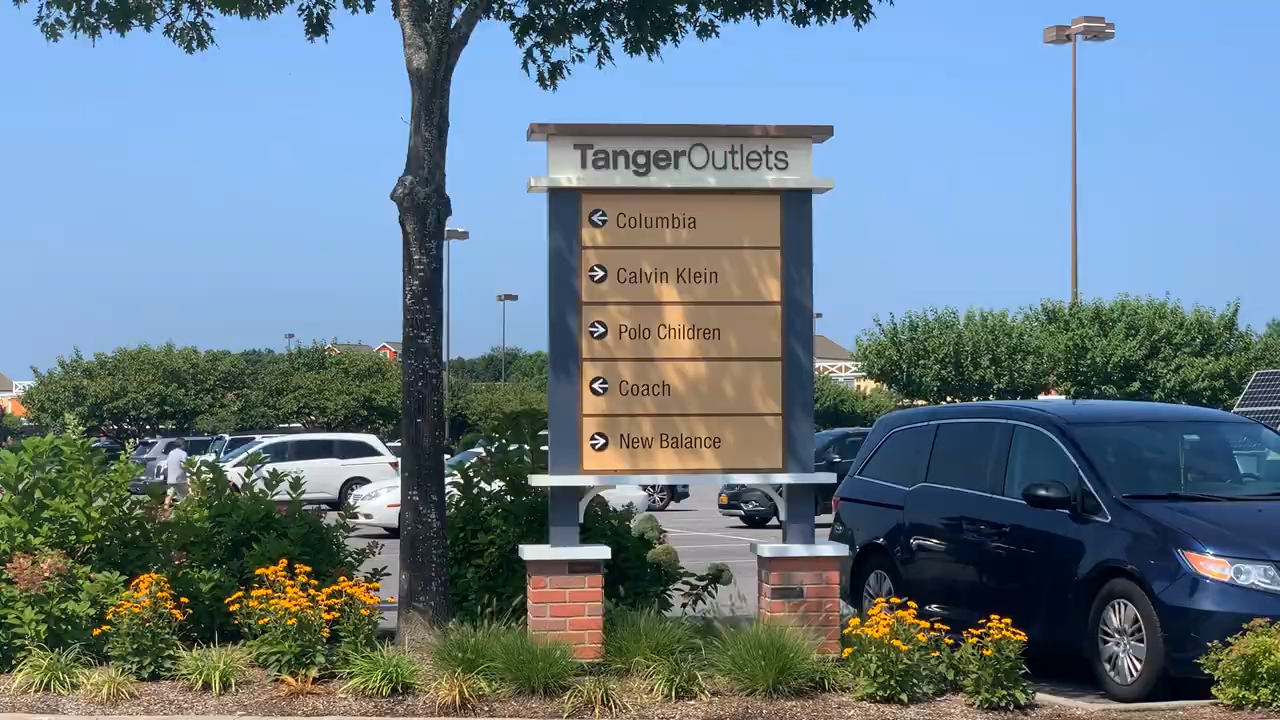 TangerOutlets
Columbia
Calvin Klein
Polo Children
Coach
New Balance